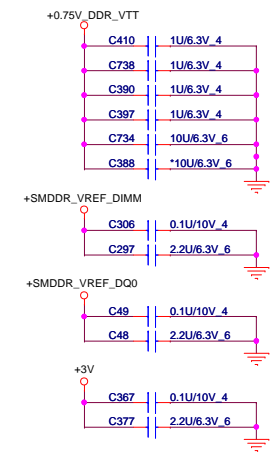 +0.75V_DDR_VTT
C410 1U/6.3V_4
C738 1U/6.3V_4
C390 1U/6.3V_4
C397 1U/6.3V_4
C734 10U/6.3V_6
C388 *10U/6.3V_6
+SMDDR_VREF_DIMM
C306 0.1U/10V_4
C297 2.2U/6.3V_6
+SMDDR_VREF_DQ0
C49 0.1U/10V_4
C48 2.2U/6.3V_6
+3V
C367 0.1U/10V_4
C377 2.2U/6.3V_6